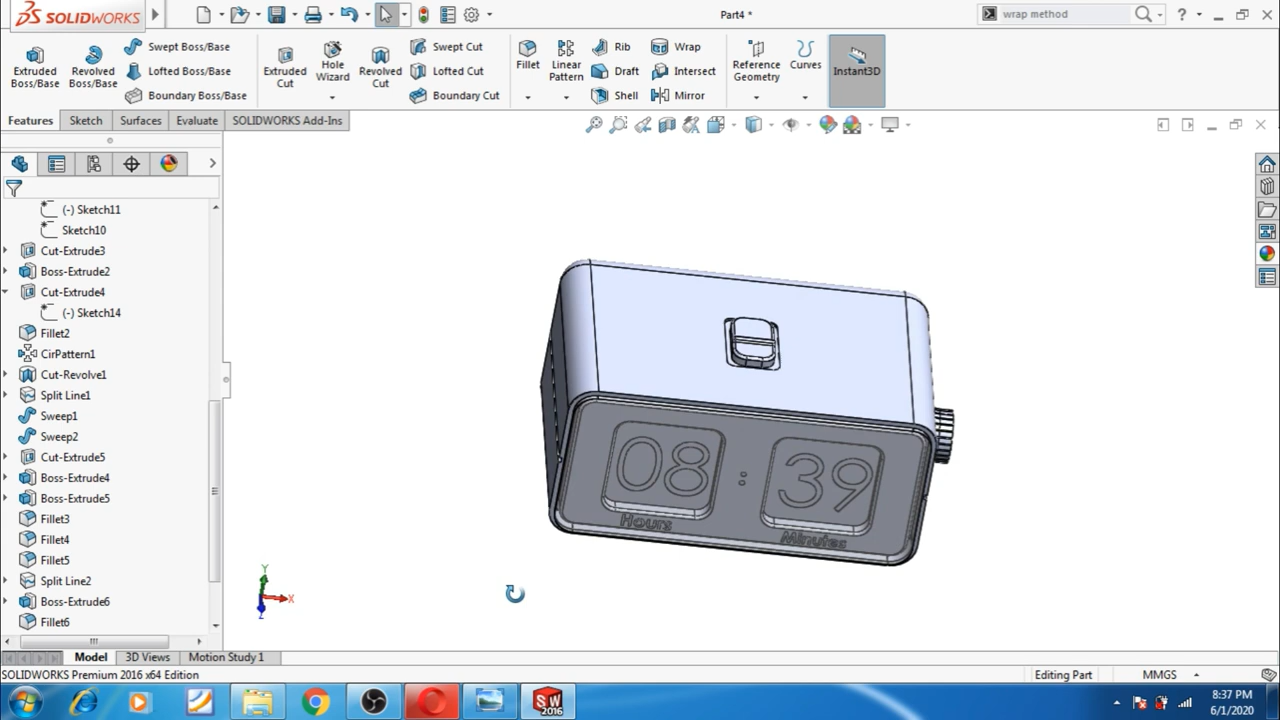 SOLIDWORKS
Part4 *
wrap method
Extruded Boss/Base
Revolved Boss/Base
Swept Boss/Base
Lofted Boss/Base
Boundary Boss/Base
Extruded Cut
Hole Wizard
Revolved Cut
Swept Cut
Lofted Cut
Boundary Cut
Fillet
Linear Pattern
Rib
Draft
Shell
Wrap
Intersect
Mirror
Reference Geometry
Curves
Instant3D
Features
Sketch
Surfaces
Evaluate
SOLIDWORKS Add-Ins
(-) Sketch11
Sketch10
Cut-Extrude3
Boss-Extrude2
Cut-Extrude4
(-) Sketch14
Fillet2
CirPattern1
Cut-Revolve1
Split Line1
Sweep1
Sweep2
Cut-Extrude5
Boss-Extrude4
Boss-Extrude5
Fillet3
Fillet4
Fillet5
Split Line2
Boss-Extrude6
Fillet6
08 : 39
Hours
Minutes
Y
X
Z
Model
3D Views
Motion Study 1
SOLIDWORKS Premium 2016 x64 Edition
Editing Part
MMGS
SW
2016
8:37 PM
6/1/2020